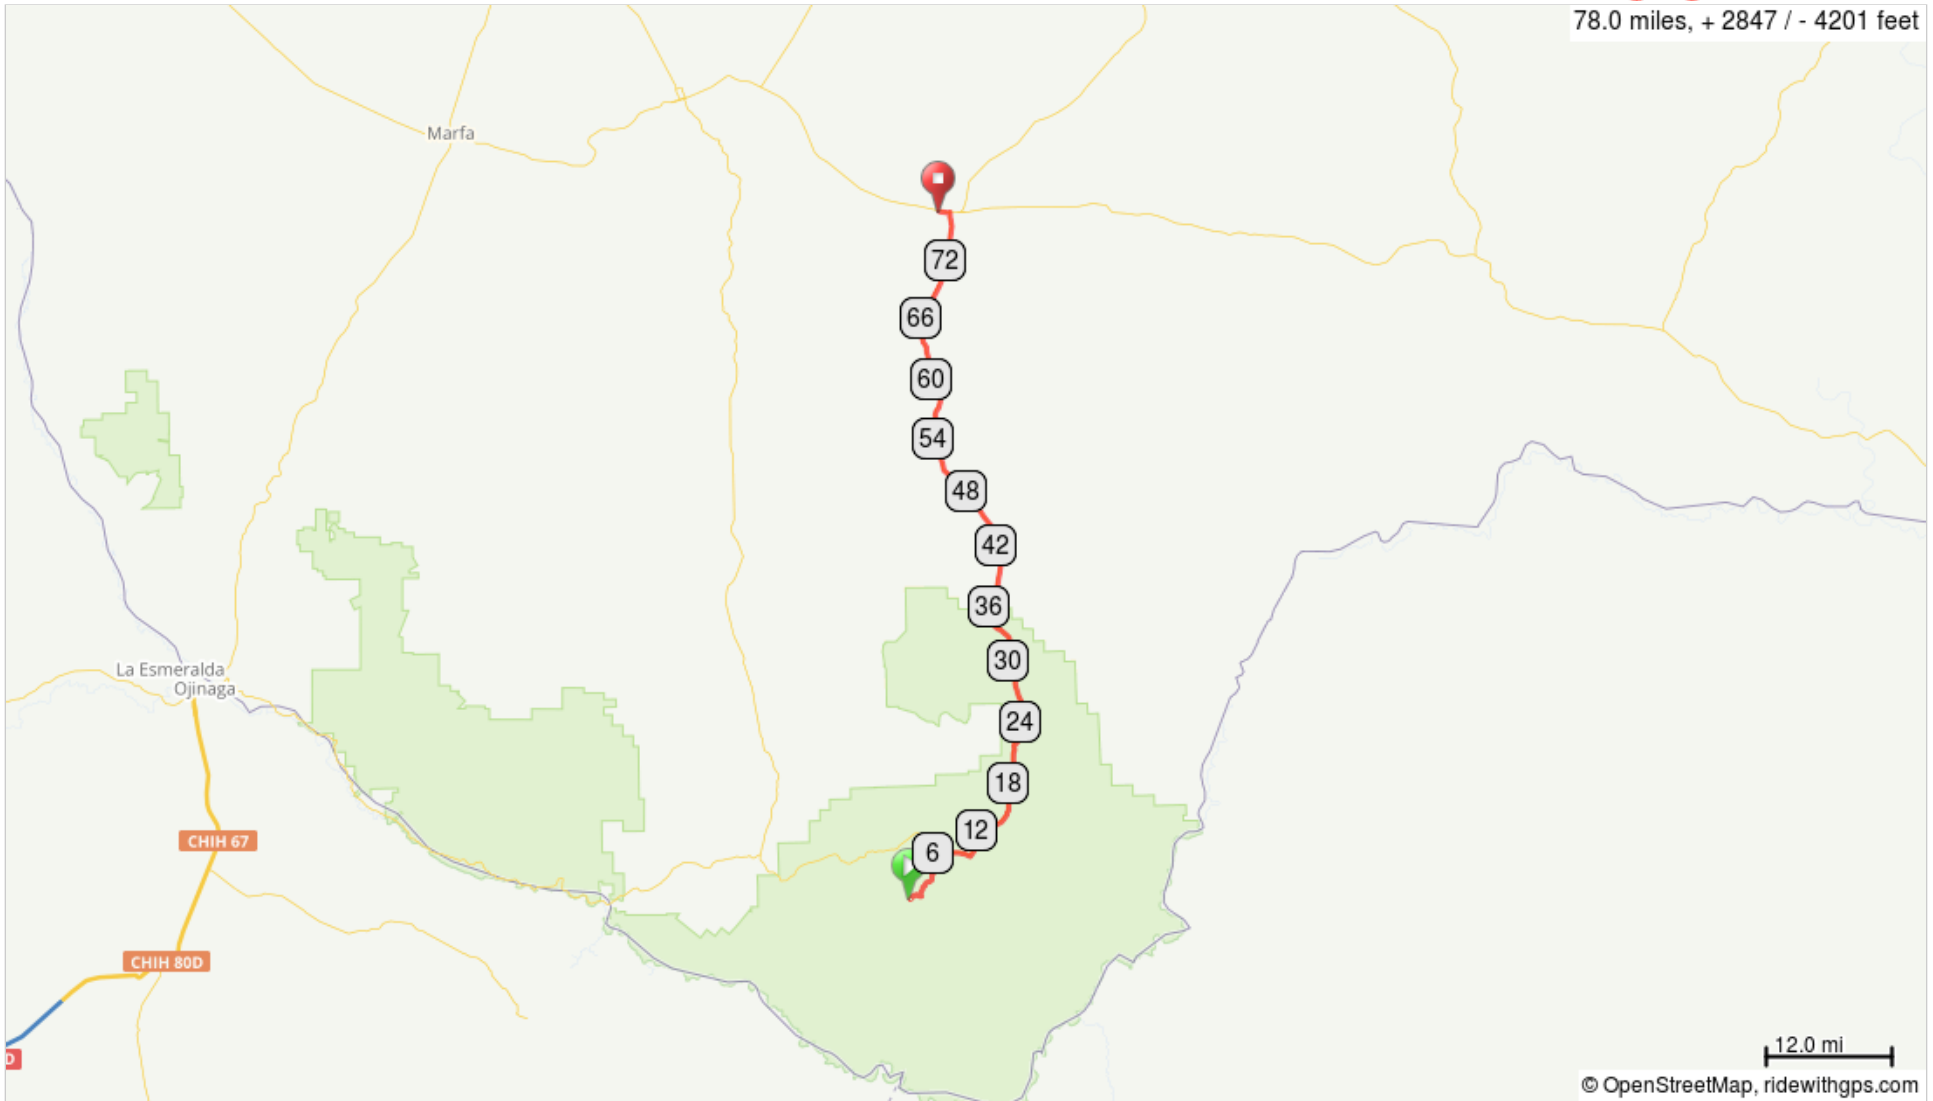 78.0 miles, + 2847 / - 4201 feet
Marfa
72
66
60
54
48
42
36
30
La Esmeralda
Ojinaga
24
18
12
CHIH 67
6
CHIH 80D
12.0 mi
D
© OpenStreetMap, ridewithgps.com